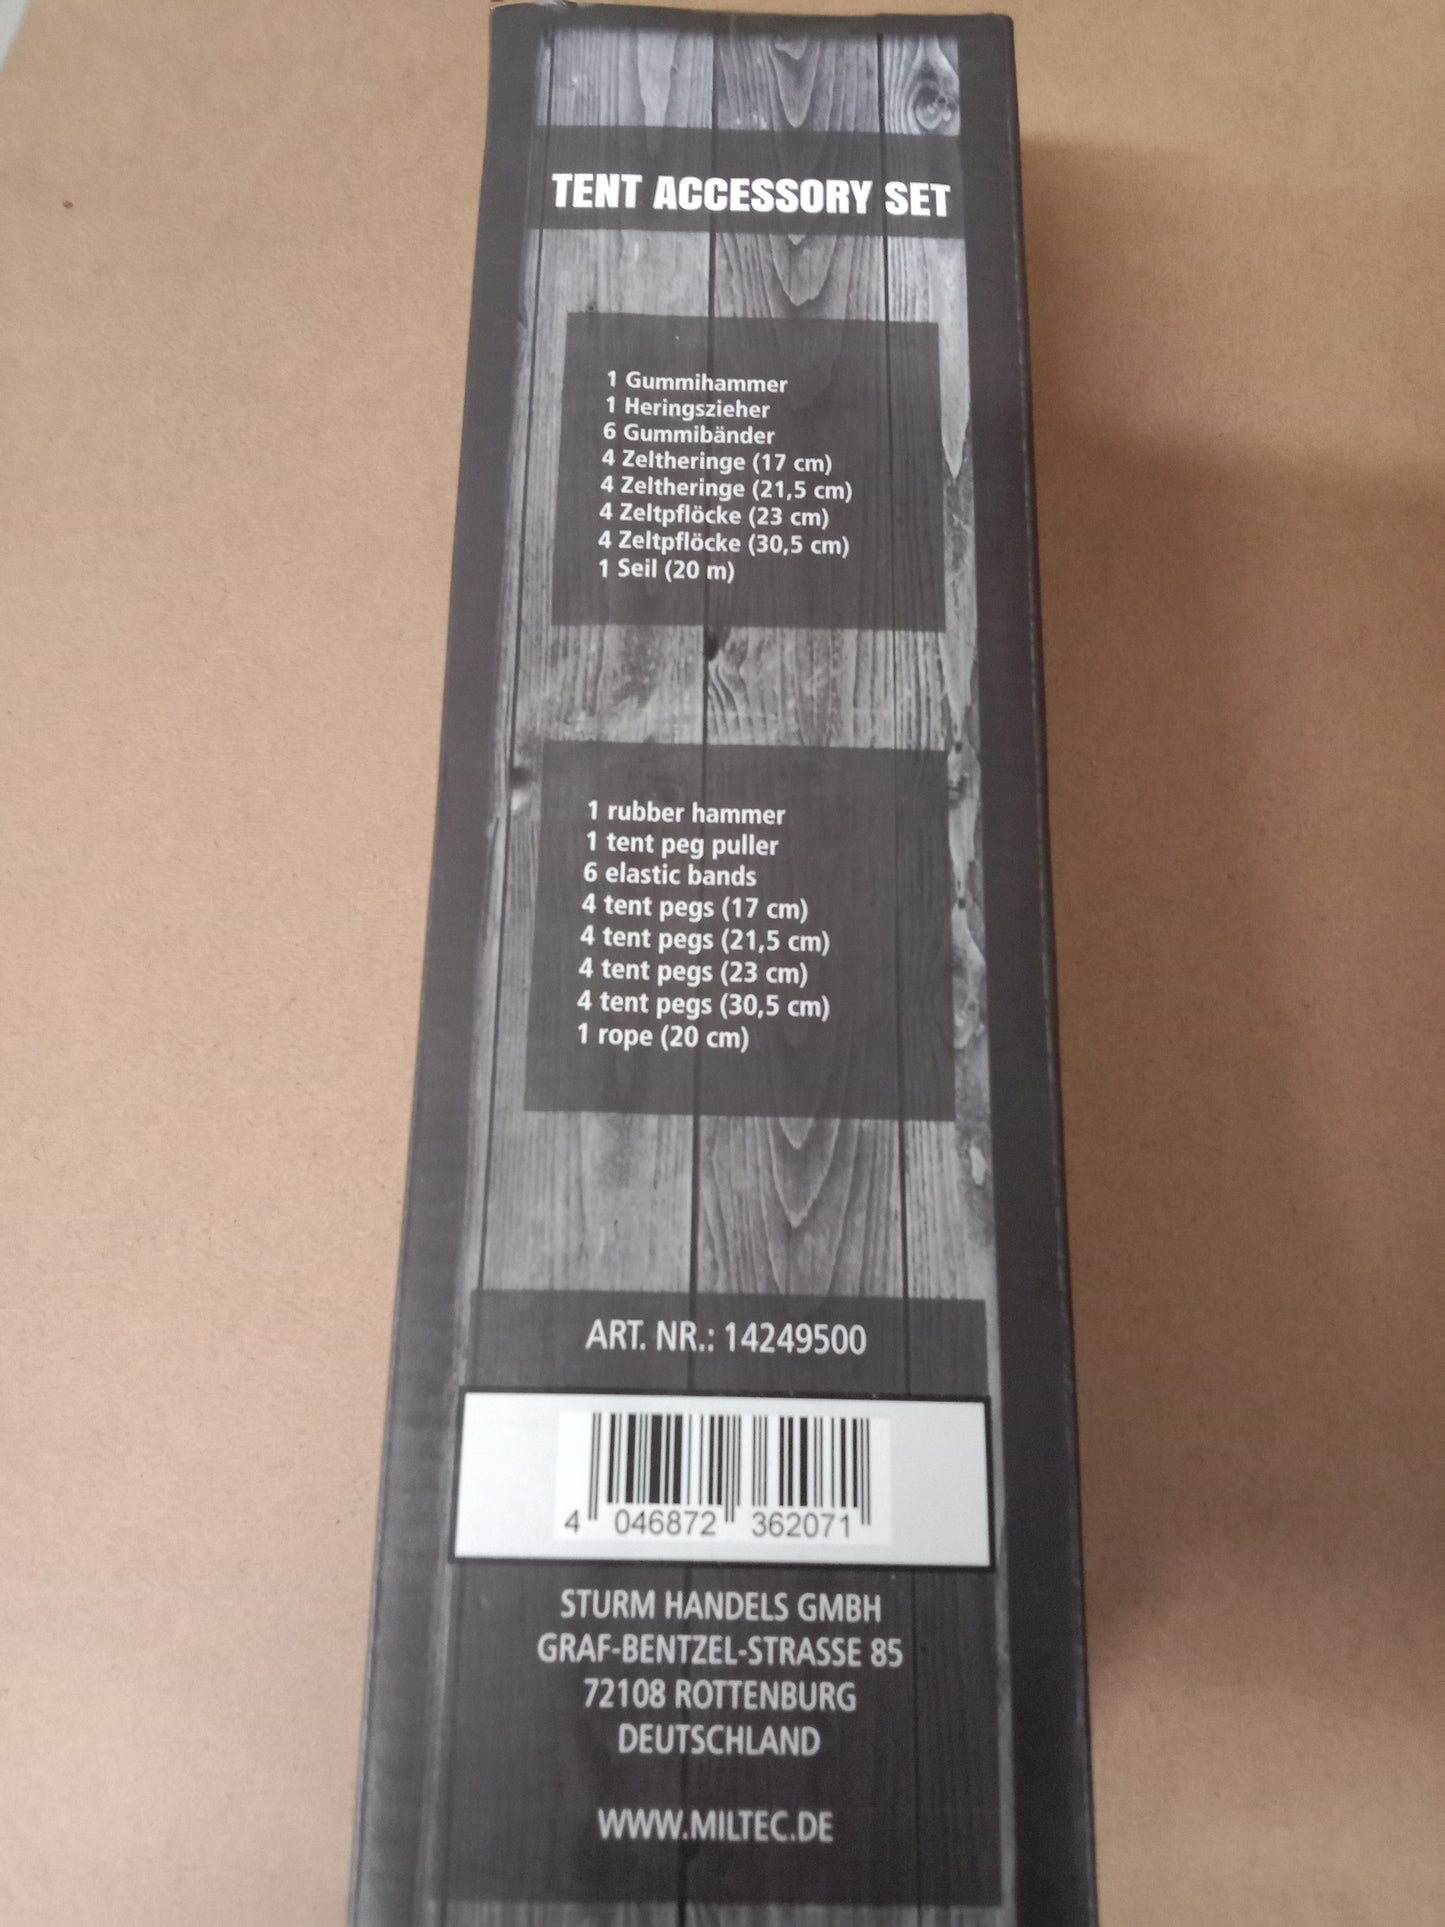 TENT ACCESSORY SET
1 Gummihammer
1 Heringszieher
6 Gummibänder
4 Zeltheringe (17 cm)
4 Zeltheringe (21,5 cm)
4 Zeltpflöcke (23 cm)
4 Zeltpflöcke (30,5 cm)
1 Seil (20 m)
1 rubber hammer
1 tent peg puller
6 elastic bands
4 tent pegs (17 cm)
4 tent pegs (21,5 cm)
4 tent pegs (23 cm)
4 tent pegs (30,5 cm)
1 rope (20 cm)
ART. NR.: 14249500
4 046872 362071
STURM HANDELS GMBH
GRAF-BENTZEL-STRASSE 85
72108 ROTTENBURG
DEUTSCHLAND
WWW.MILTEC.DE